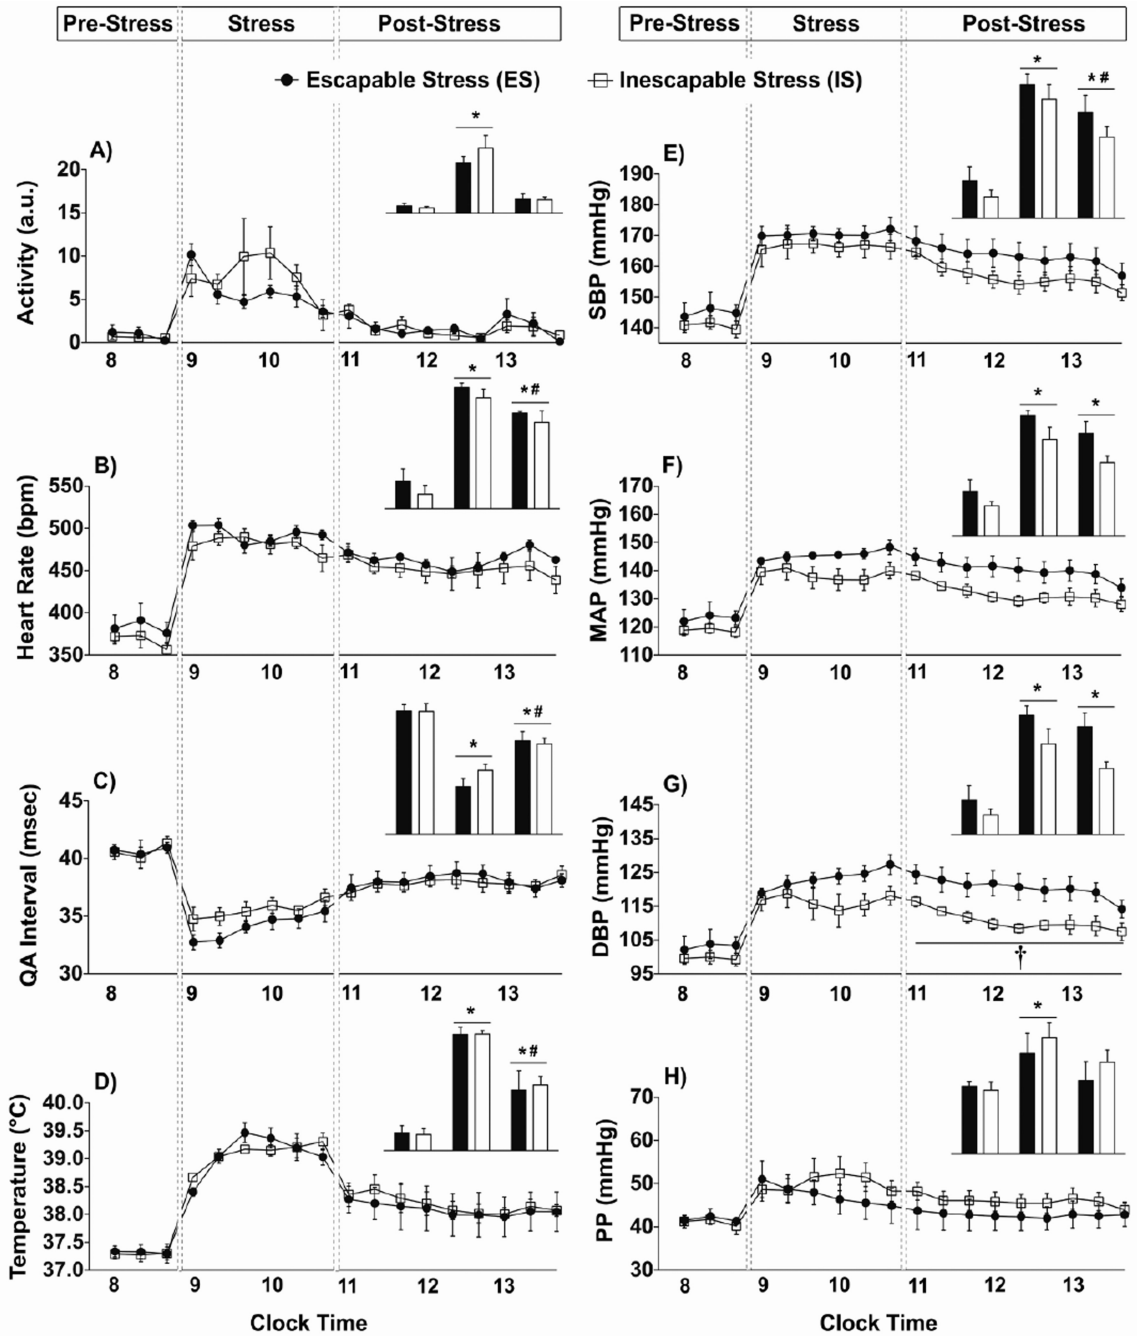 Pre-Stress Stress Post-Stress Pre-Stress Stress Post-Stress
Escapable Stress (ES) Inescapable Stress (IS)
A)
Activity (a.u.)
20
15
10
5
0
8 9 10 11 12 13
*
E)
SBP (mmHg)
190
180
170
160
150
140
8 9 10 11 12 13
*
* #
B)
Heart Rate (bpm)
550
500
450
400
350
8 9 10 11 12 13
*
* #
F)
MAP (mmHg)
170
160
150
140
130
120
110
8 9 10 11 12 13
*
*
C)
QA Interval (msec)
45
40
35
30
8 9 10 11 12 13
*
* #
G)
DBP (mmHg)
145
135
125
115
105
95
8 9 10 11 12 13
*
*
†
D)
Temperature (°C)
40.0
39.5
39.0
38.5
38.0
37.5
37.0
8 9 10 11 12 13
*
* #
Clock Time
H)
PP (mmHg)
70
60
50
40
30
8 9 10 11 12 13
*
Clock Time